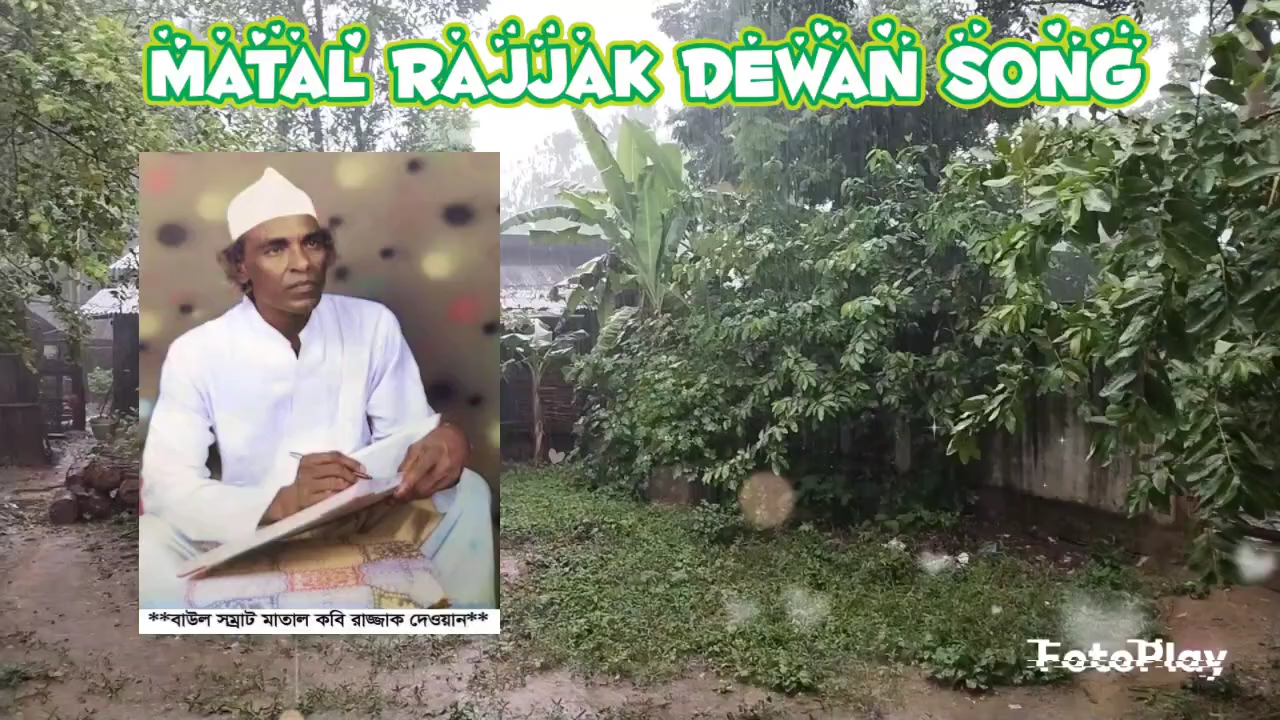 MATAL RAJJAK DEWAN SONG
**বাউল সম্রাট মাতাল কবি রাজ্জাক দেওয়ান**
FotoPlay